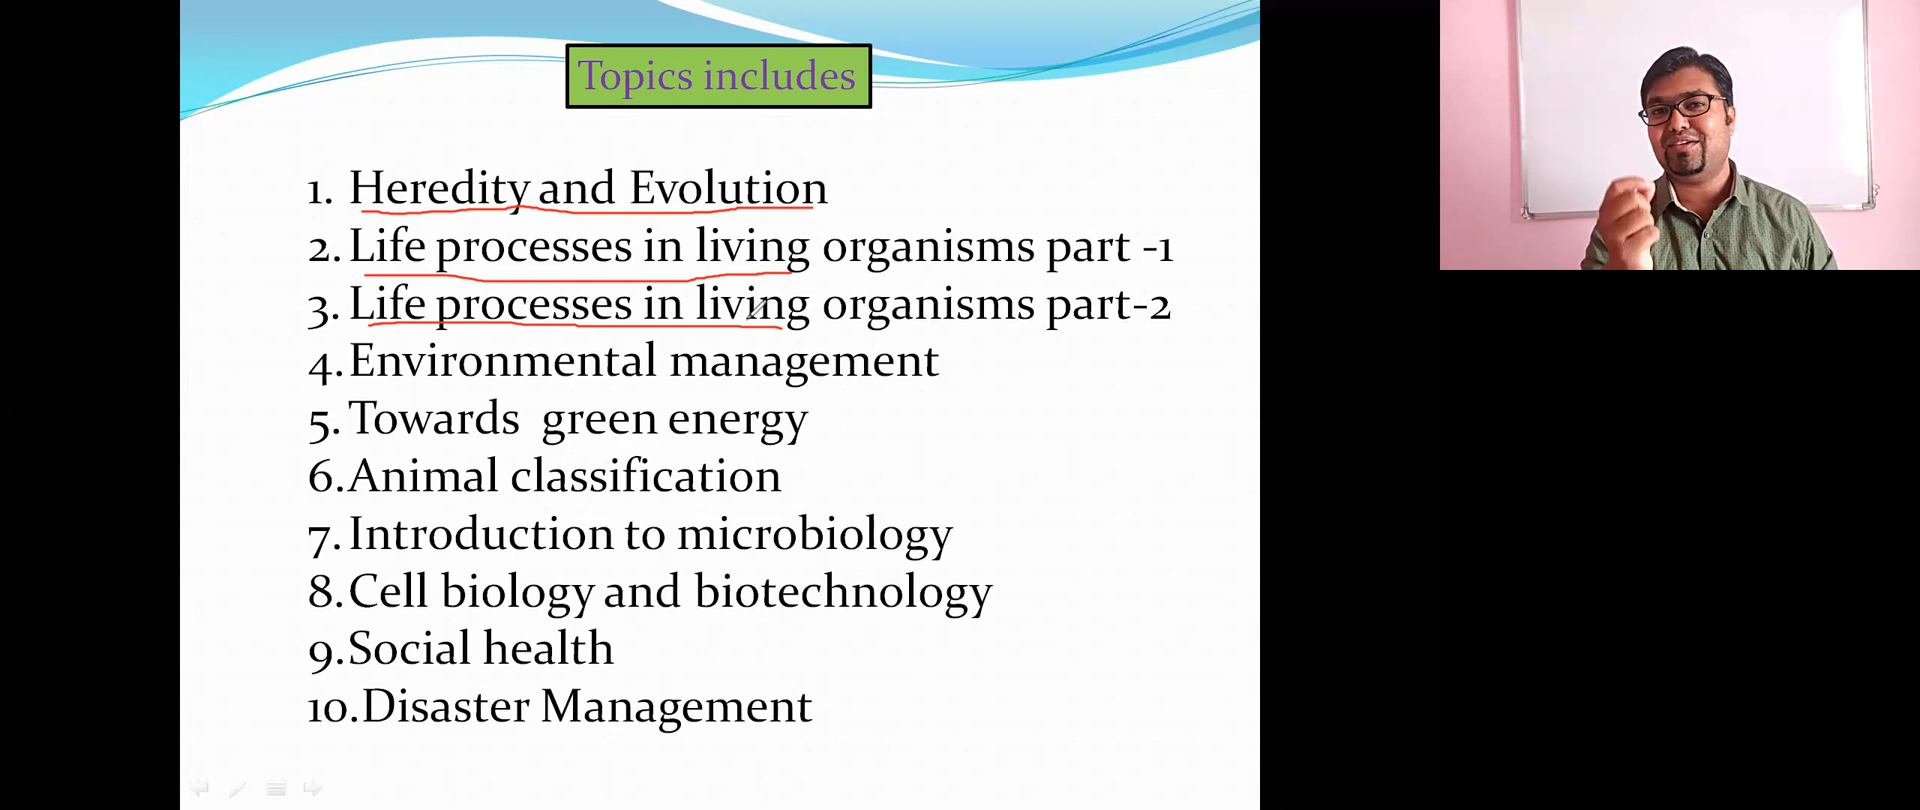 Topics includes
1. Heredity and Evolution
2. Life processes in living organisms part -1
3. Life processes in living organisms part-2
4. Environmental management
5. Towards green energy
6.Animal classification
7. Introduction to microbiology
8. Cell biology and biotechnology
9.Social health
10.Disaster Management